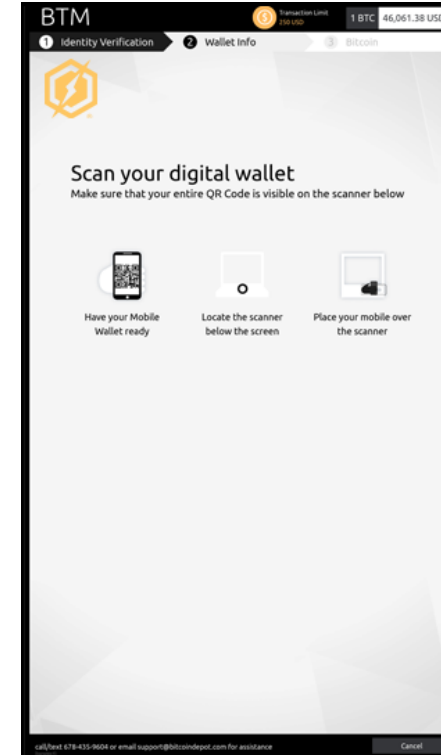 BTM
Transaction Limit
250 USD
1 BTC 46,061.38 USD
1 Identity Verification
2 Wallet Info
3 Bitcoin
Scan your digital wallet
Make sure that your entire QR Code is visible on the scanner below
Have your Mobile
Wallet ready
Locate the scanner
below the screen
Place your mobile over
the scanner
call/text 678-435-9604 or email support@bitcoindepot.com for assistance
Cancel